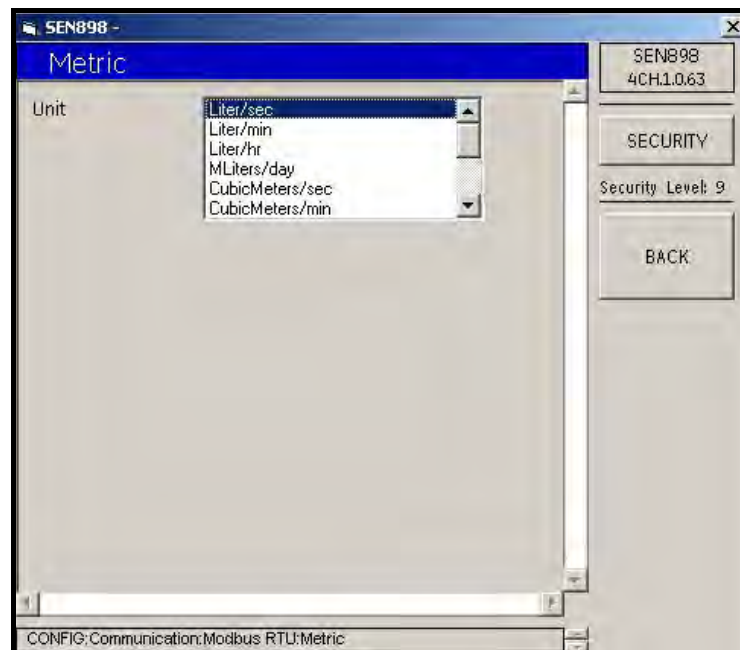 SEN898 -
Metric
Unit
Liter/sec
Liter/min
Liter/hr
MLiters/day
CubicMeters/sec
CubicMeters/min
SEN898
4CH.1.0.63
SECURITY
Security Level: 9
BACK
CONFIG:Communication:Modbus RTU:Metric